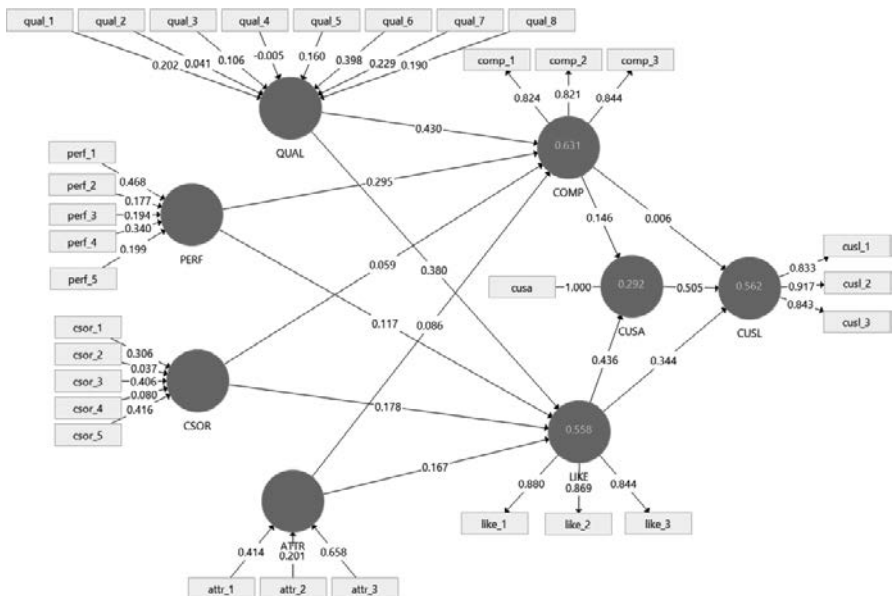 qual_1 qual_2 qual_3 qual_4 qual_5 qual_6 qual_7 qual_8
0.202 0.041 0.106 -0.005 0.160 0.398 0.229 0.190
QUAL
comp_1 comp_2 comp_3
0.824 0.821 0.844
0.430
0.631
COMP
perf_1
perf_2
perf_3
perf_4
perf_5
0.468
0.177
0.194
0.340
0.199
PERF
0.295
0.059
0.380
0.117
0.086
0.146
0.006
cusa
1.000
0.292
CUSA
0.505
0.562
CUSL
0.833
0.917
0.843
cusl_1
cusl_2
cusl_3
csor_1
csor_2
csor_3
csor_4
csor_5
0.306
0.037
0.406
0.080
0.416
CSOR
0.178
0.167
0.436
0.344
0.558
LIKE
0.880 0.869 0.844
like_1 like_2 like_3
ATTR
0.414 0.201 0.658
attr_1 attr_2 attr_3